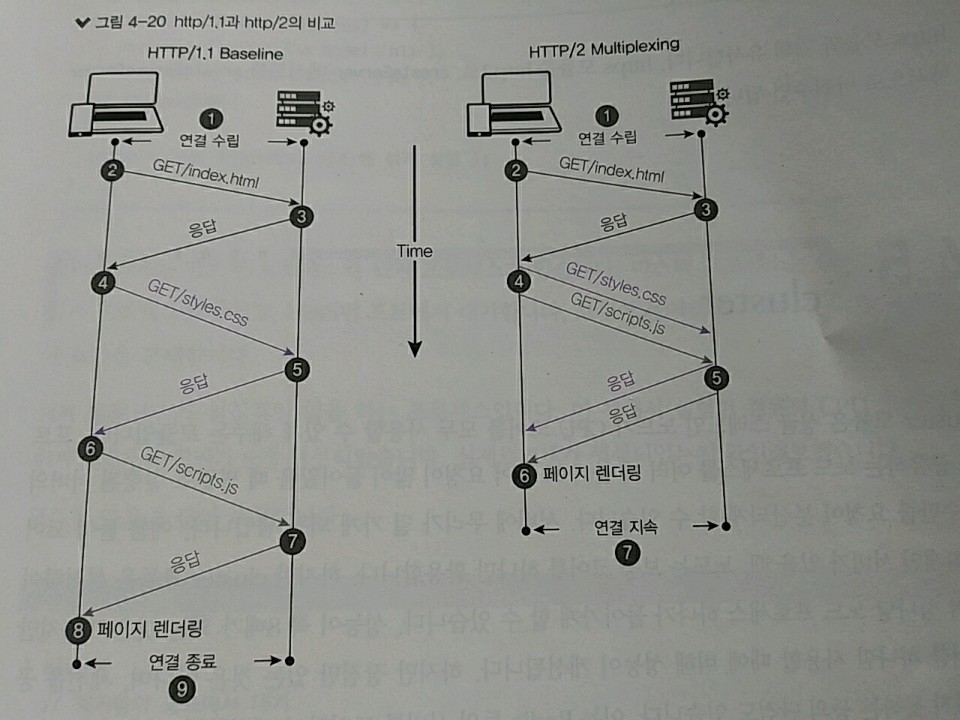 그림 4-20 http/1.1과 http/2의 비교
HTTP/1.1 Baseline
1
연결 수립
2
GET/index.html
3
응답
4
GET/styles.css
5
응답
6
GET/scripts.js
7
응답
8 페이지 렌더링
연결 종료
9
Time
HTTP/2 Multiplexing
1
연결 수립
2
GET/index.html
3
응답
4
GET/styles.css
GET/scripts.js
5
응답
응답
6 페이지 렌더링
연결 지속
7